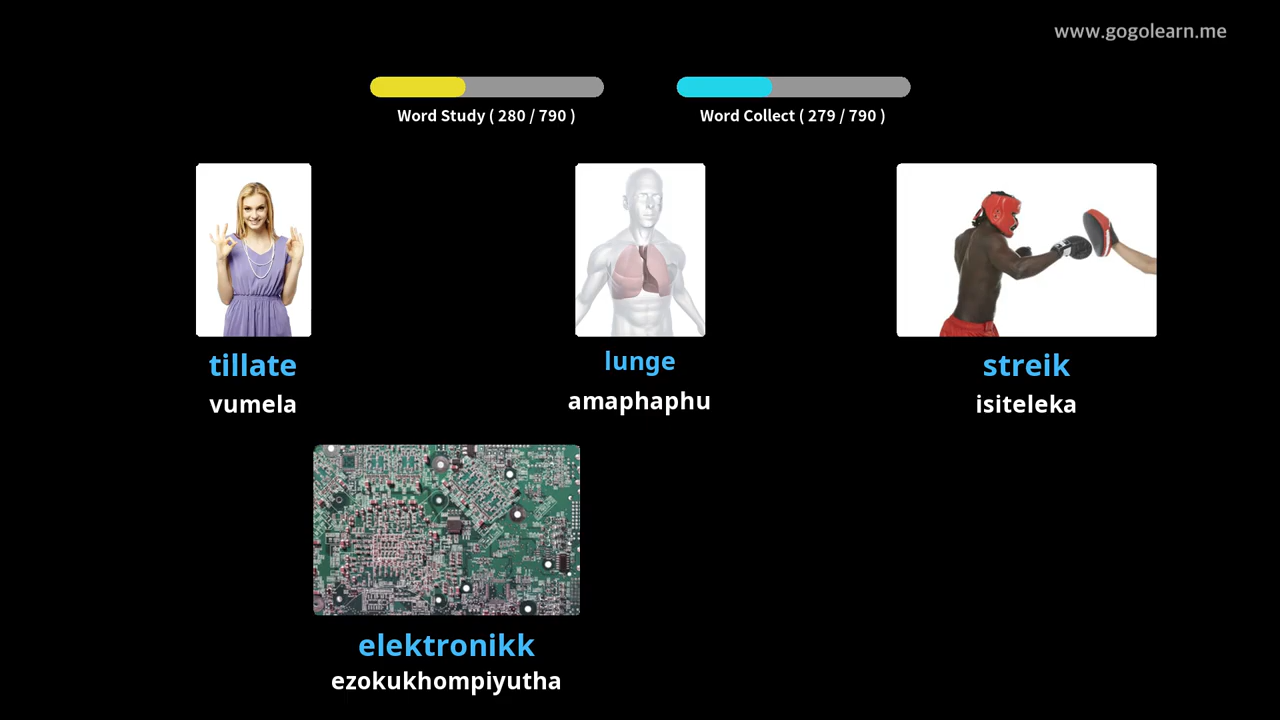 www.gogolearn.me
Word Study ( 280 / 790 )
Word Collect ( 279 / 790 )
tillate
vumela
lunge
amaphaphu
streik
isiteleka
elektronikk
ezokukhompiyutha